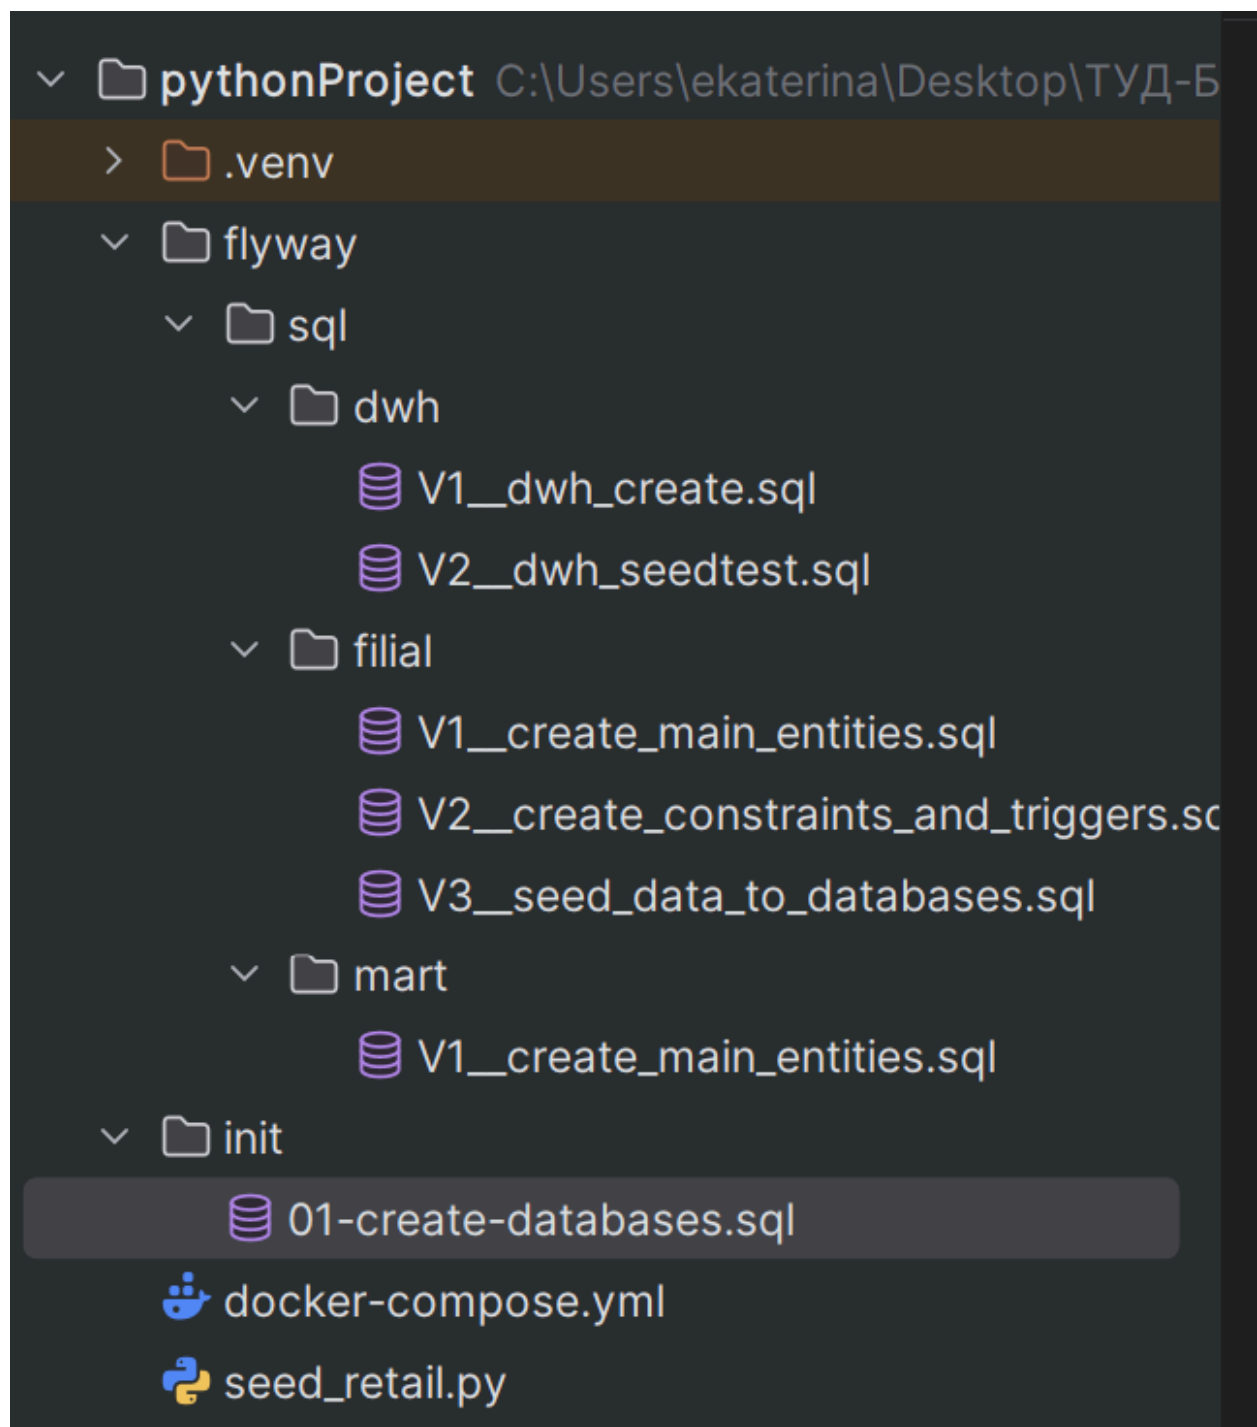 pythonProject C:\Users\ekaterina\Desktop\ТУД-Б
.venv
flyway
sql
dwh
V1__dwh_create.sql
V2__dwh_seedtest.sql
filial
V1__create_main_entities.sql
V2__create_constraints_and_triggers.sc
V3__seed_data_to_databases.sql
mart
V1__create_main_entities.sql
init
01-create-databases.sql
docker-compose.yml
seed_retail.py